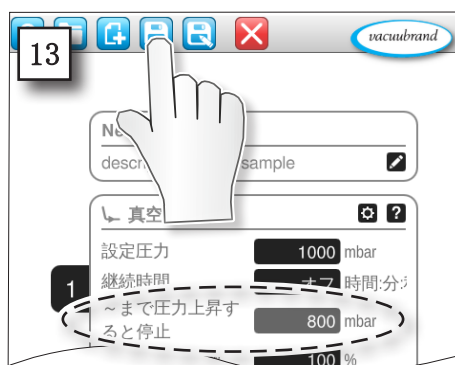 13
vacuubrand
Ne
descr sample
真空
?
設定圧力 1000 mbar
継続時間 オフ 時間:分:
1
~まで圧力上昇す
ると停止
800 mbar
100 %